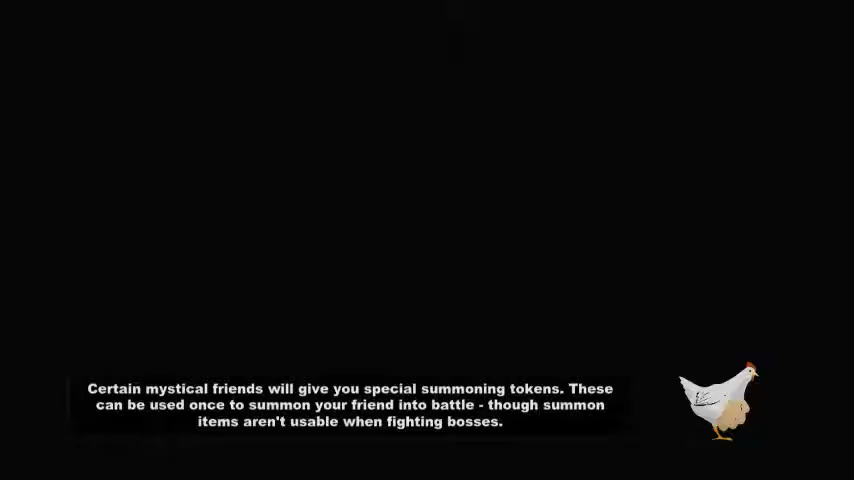 Certain mystical friends will give you special summoning tokens. These
can be used once to summon your friend into battle - though summon
items aren't usable when fighting bosses.